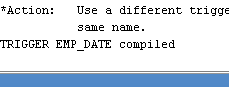 *Action:   Use a different trigge
           same name.
TRIGGER EMP_DATE compiled